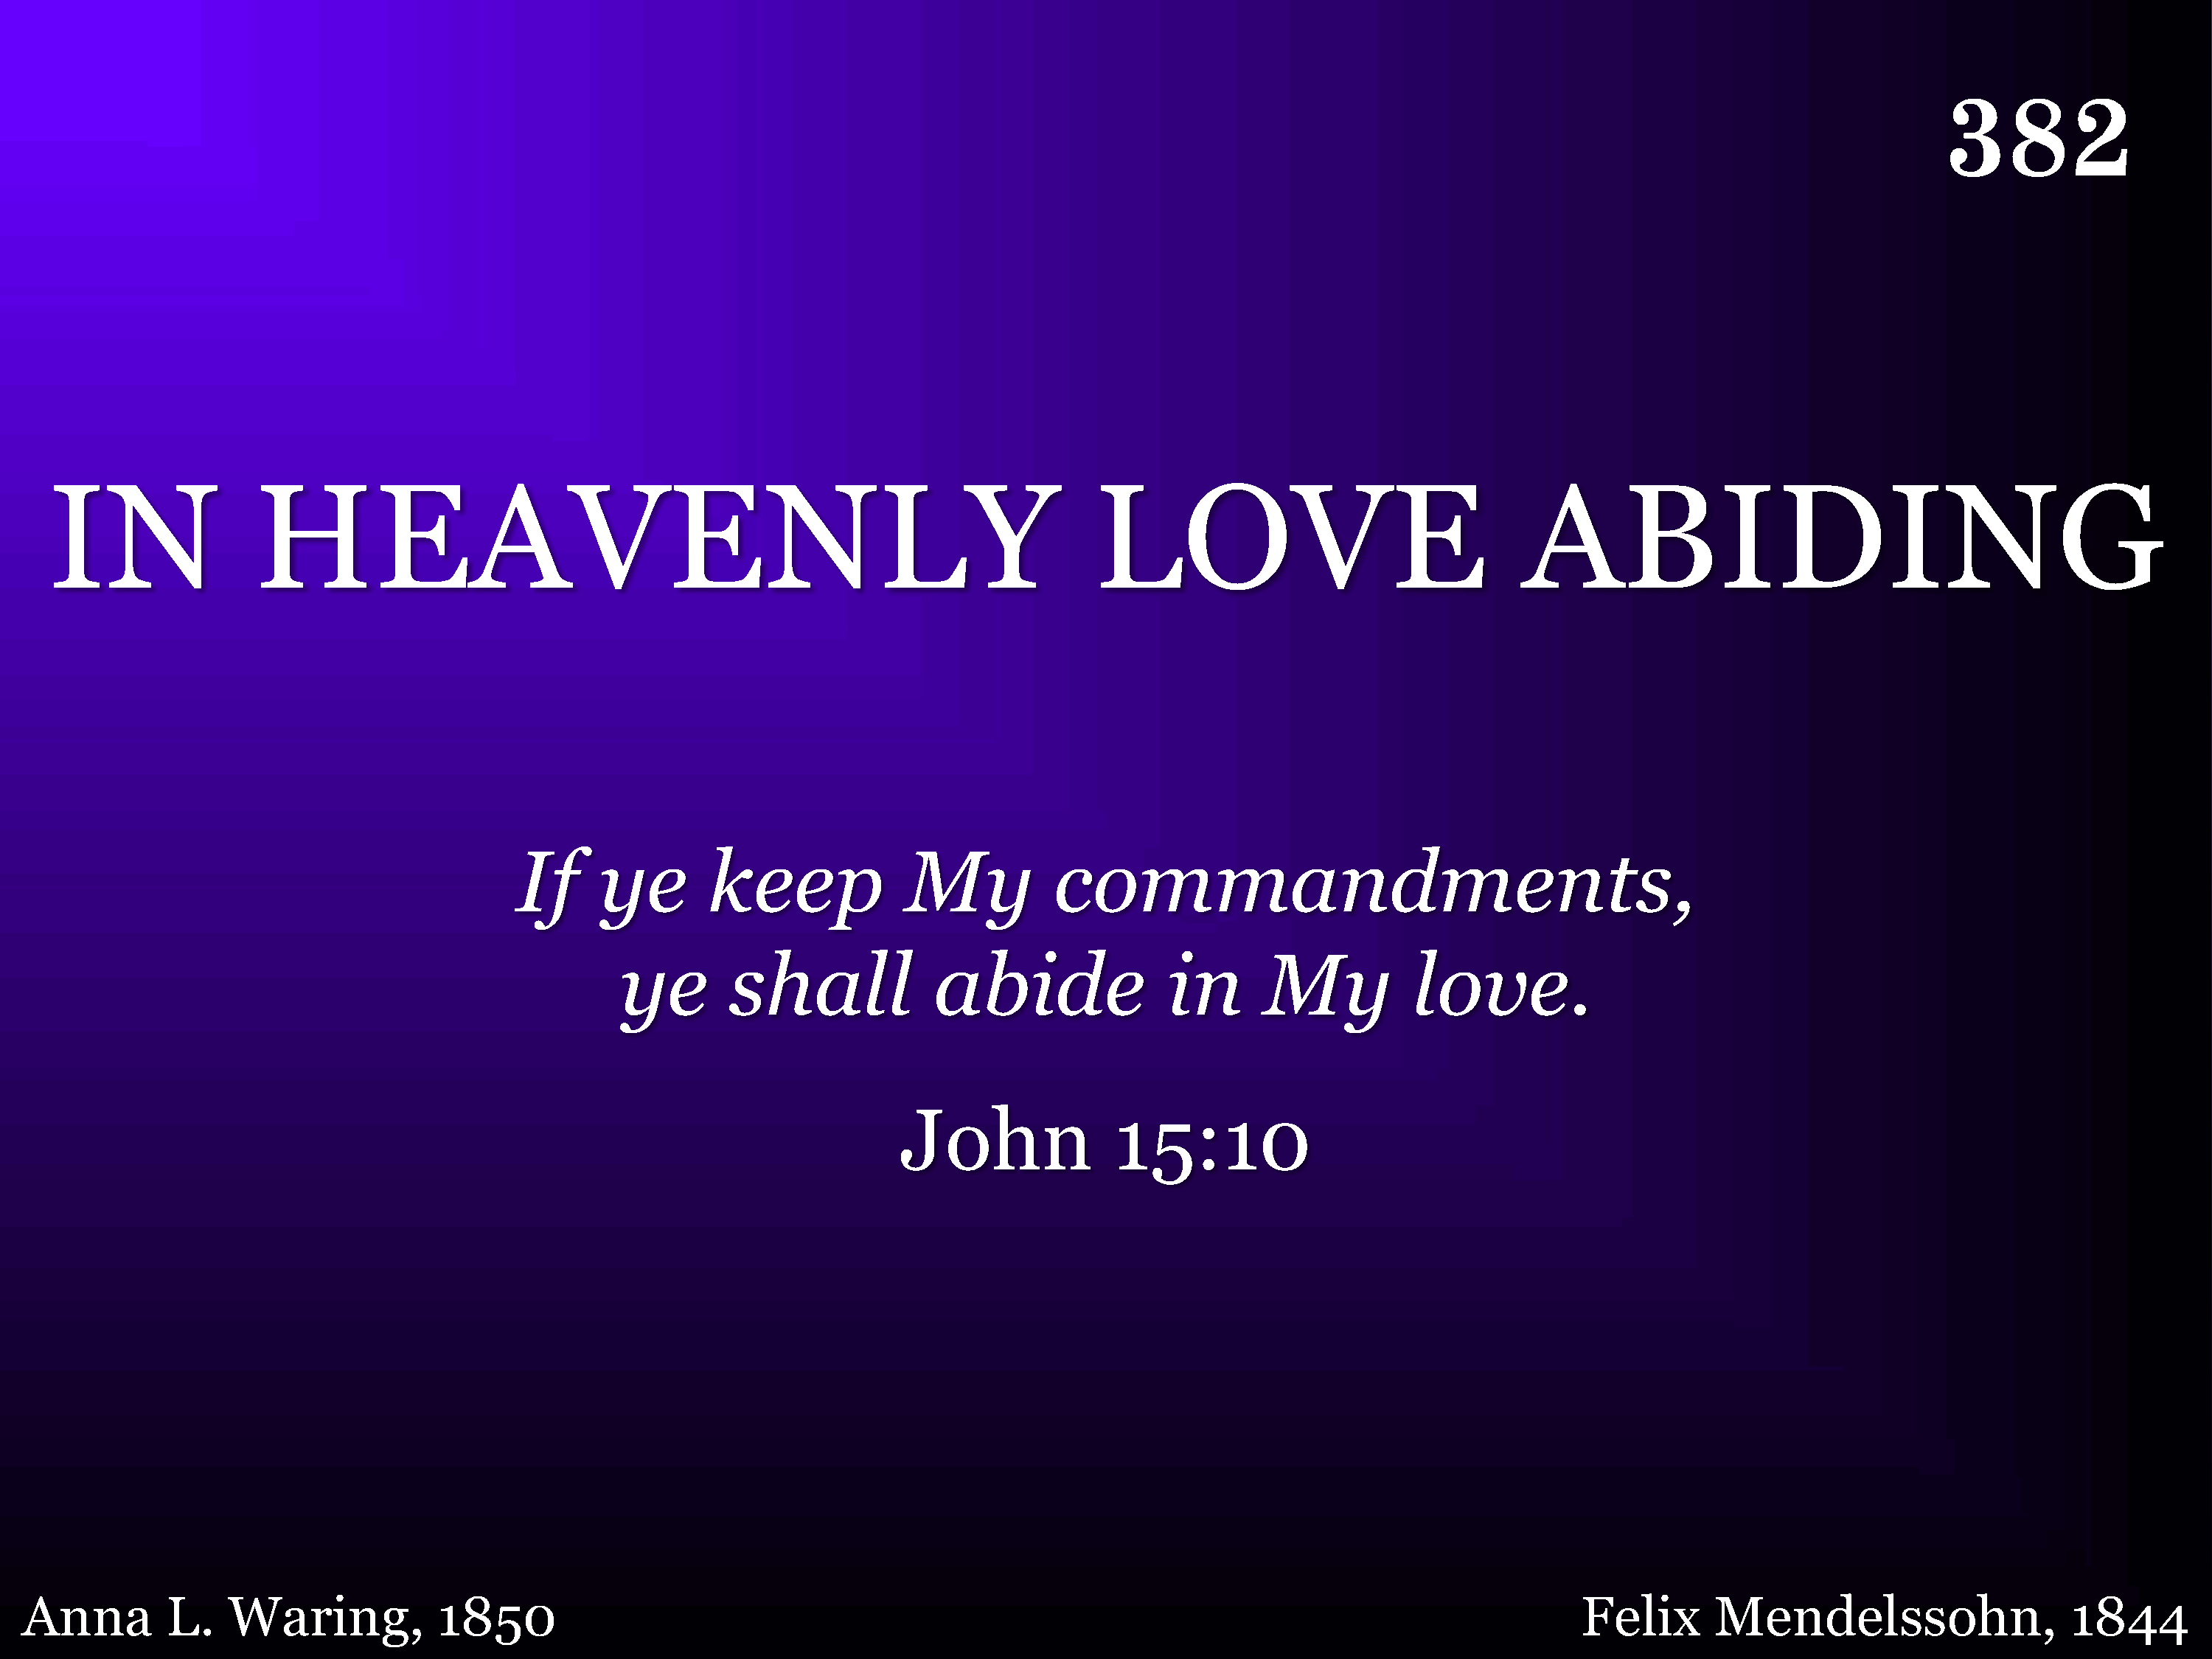 382
IN HEAVENLY LOVE ABIDING
If ye keep My commandments,
ye shall abide in My love.
John 15:10
Anna L. Waring, 1850
Felix Mendelssohn, 1844